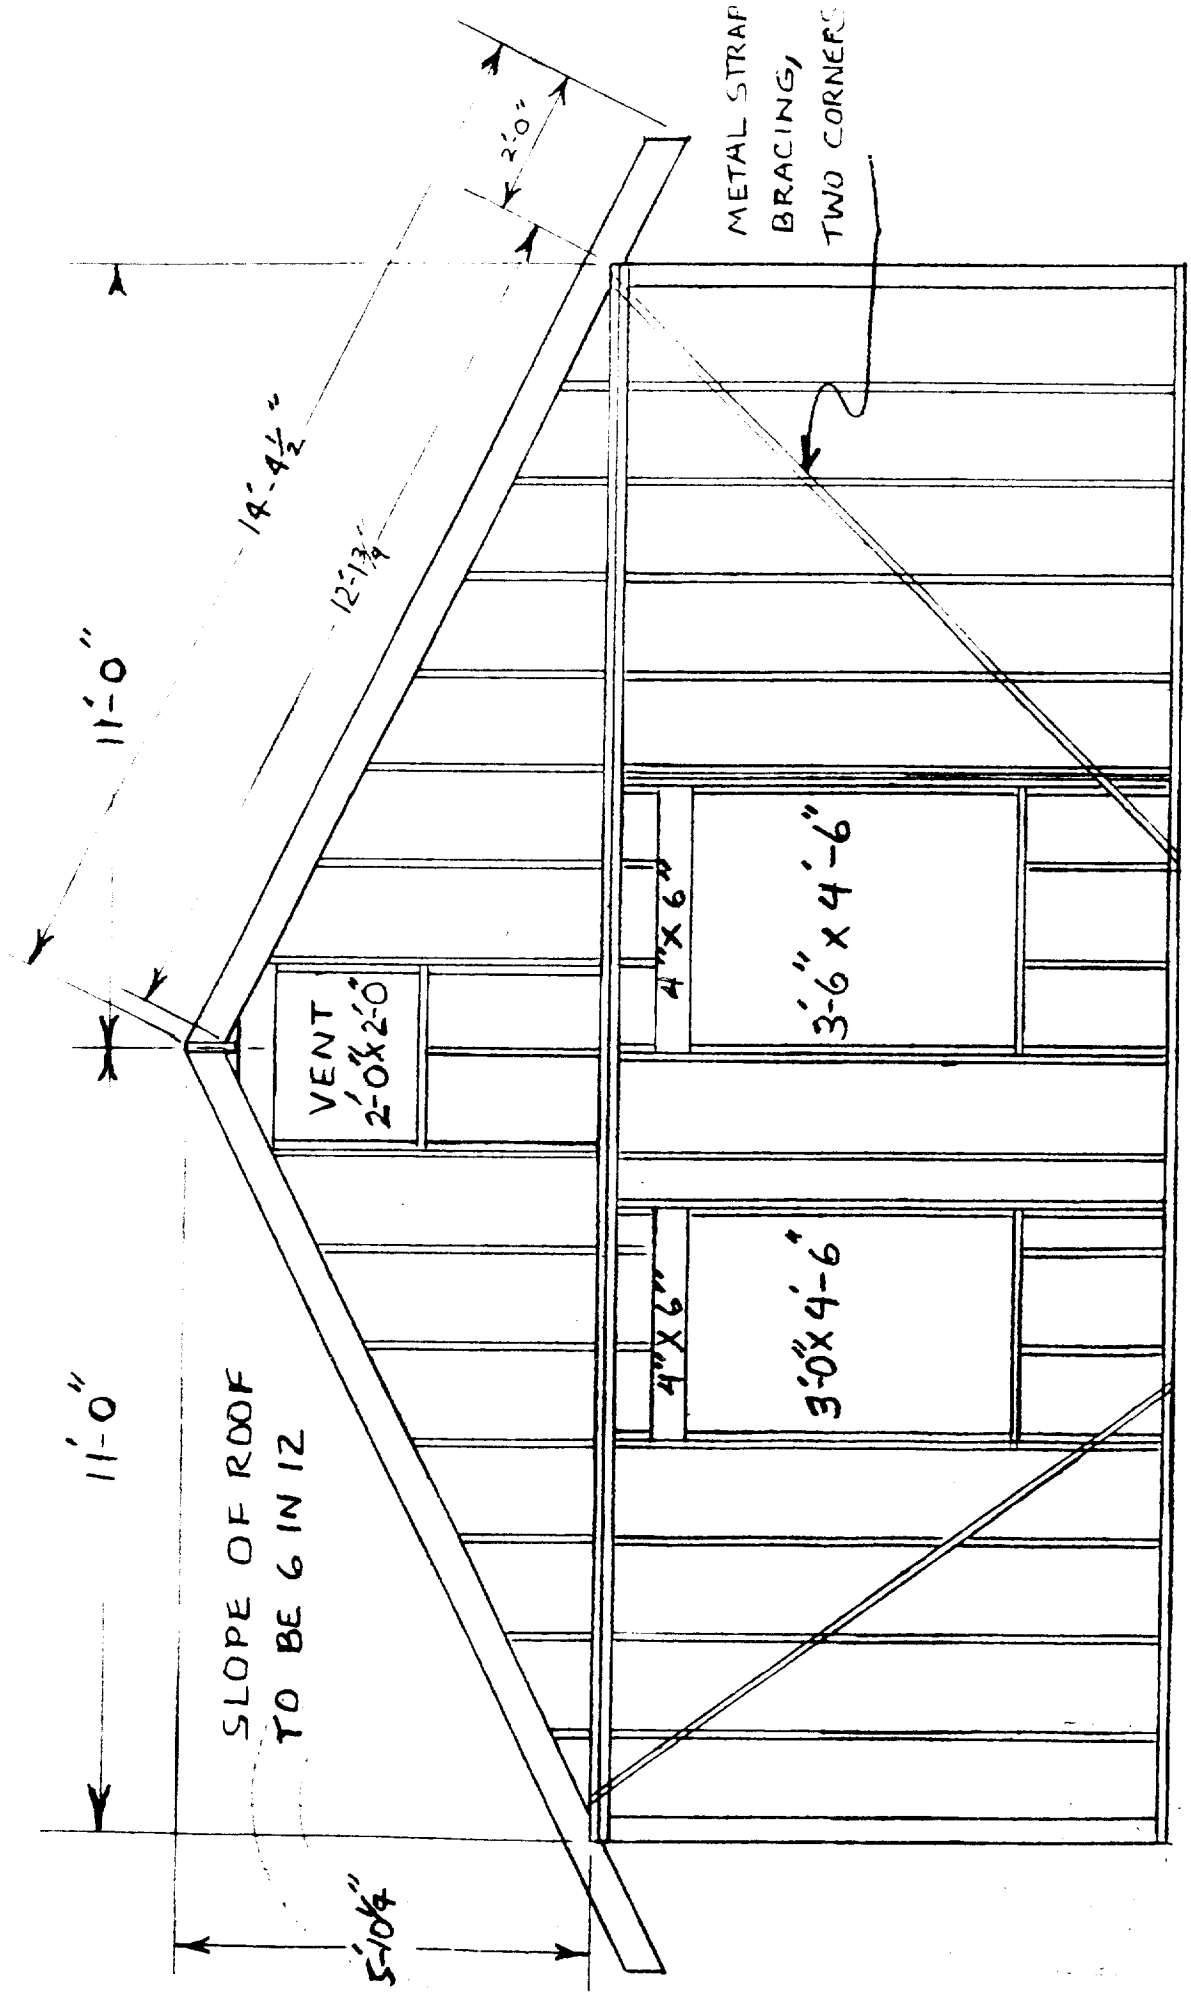 11'-0"
11'-0"
14'-4½"
12'-1¾"
2'-0"
5'-10¼"
SLOPE OF ROOF
TO BE 6 IN 12
VENT
2'-0"X2'-0"
METAL STRAP
BRACING,
TWO CORNERS
4"X6"
4"X6"
3'-0"X4'-6"
3'-6"X4'-6"